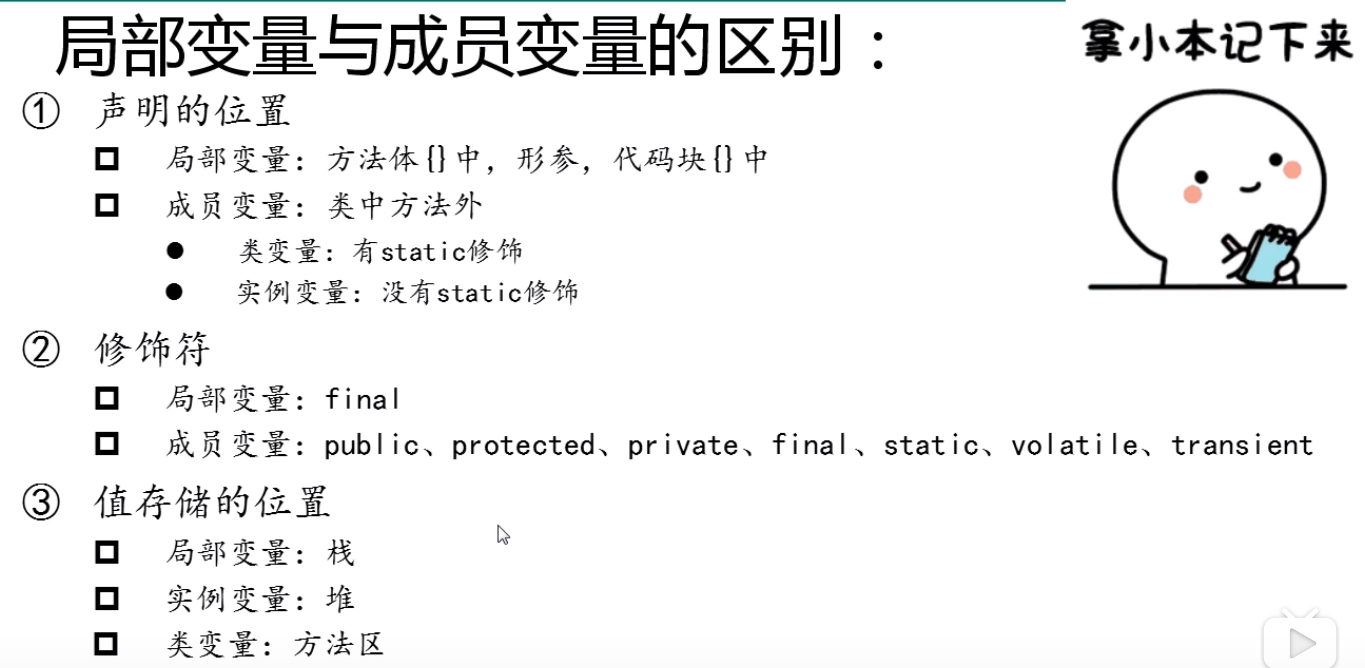 局部变量与成员变量的区别：
拿小本记下来
① 声明的位置
局部变量：方法体{}中，形参，代码块{}中
成员变量：类中方法外
类变量：有static修饰
实例变量：没有static修饰
② 修饰符
局部变量：final
成员变量：public、protected、private、final、static、volatile、transient
③ 值存储的位置
局部变量：栈
实例变量：堆
类变量：方法区